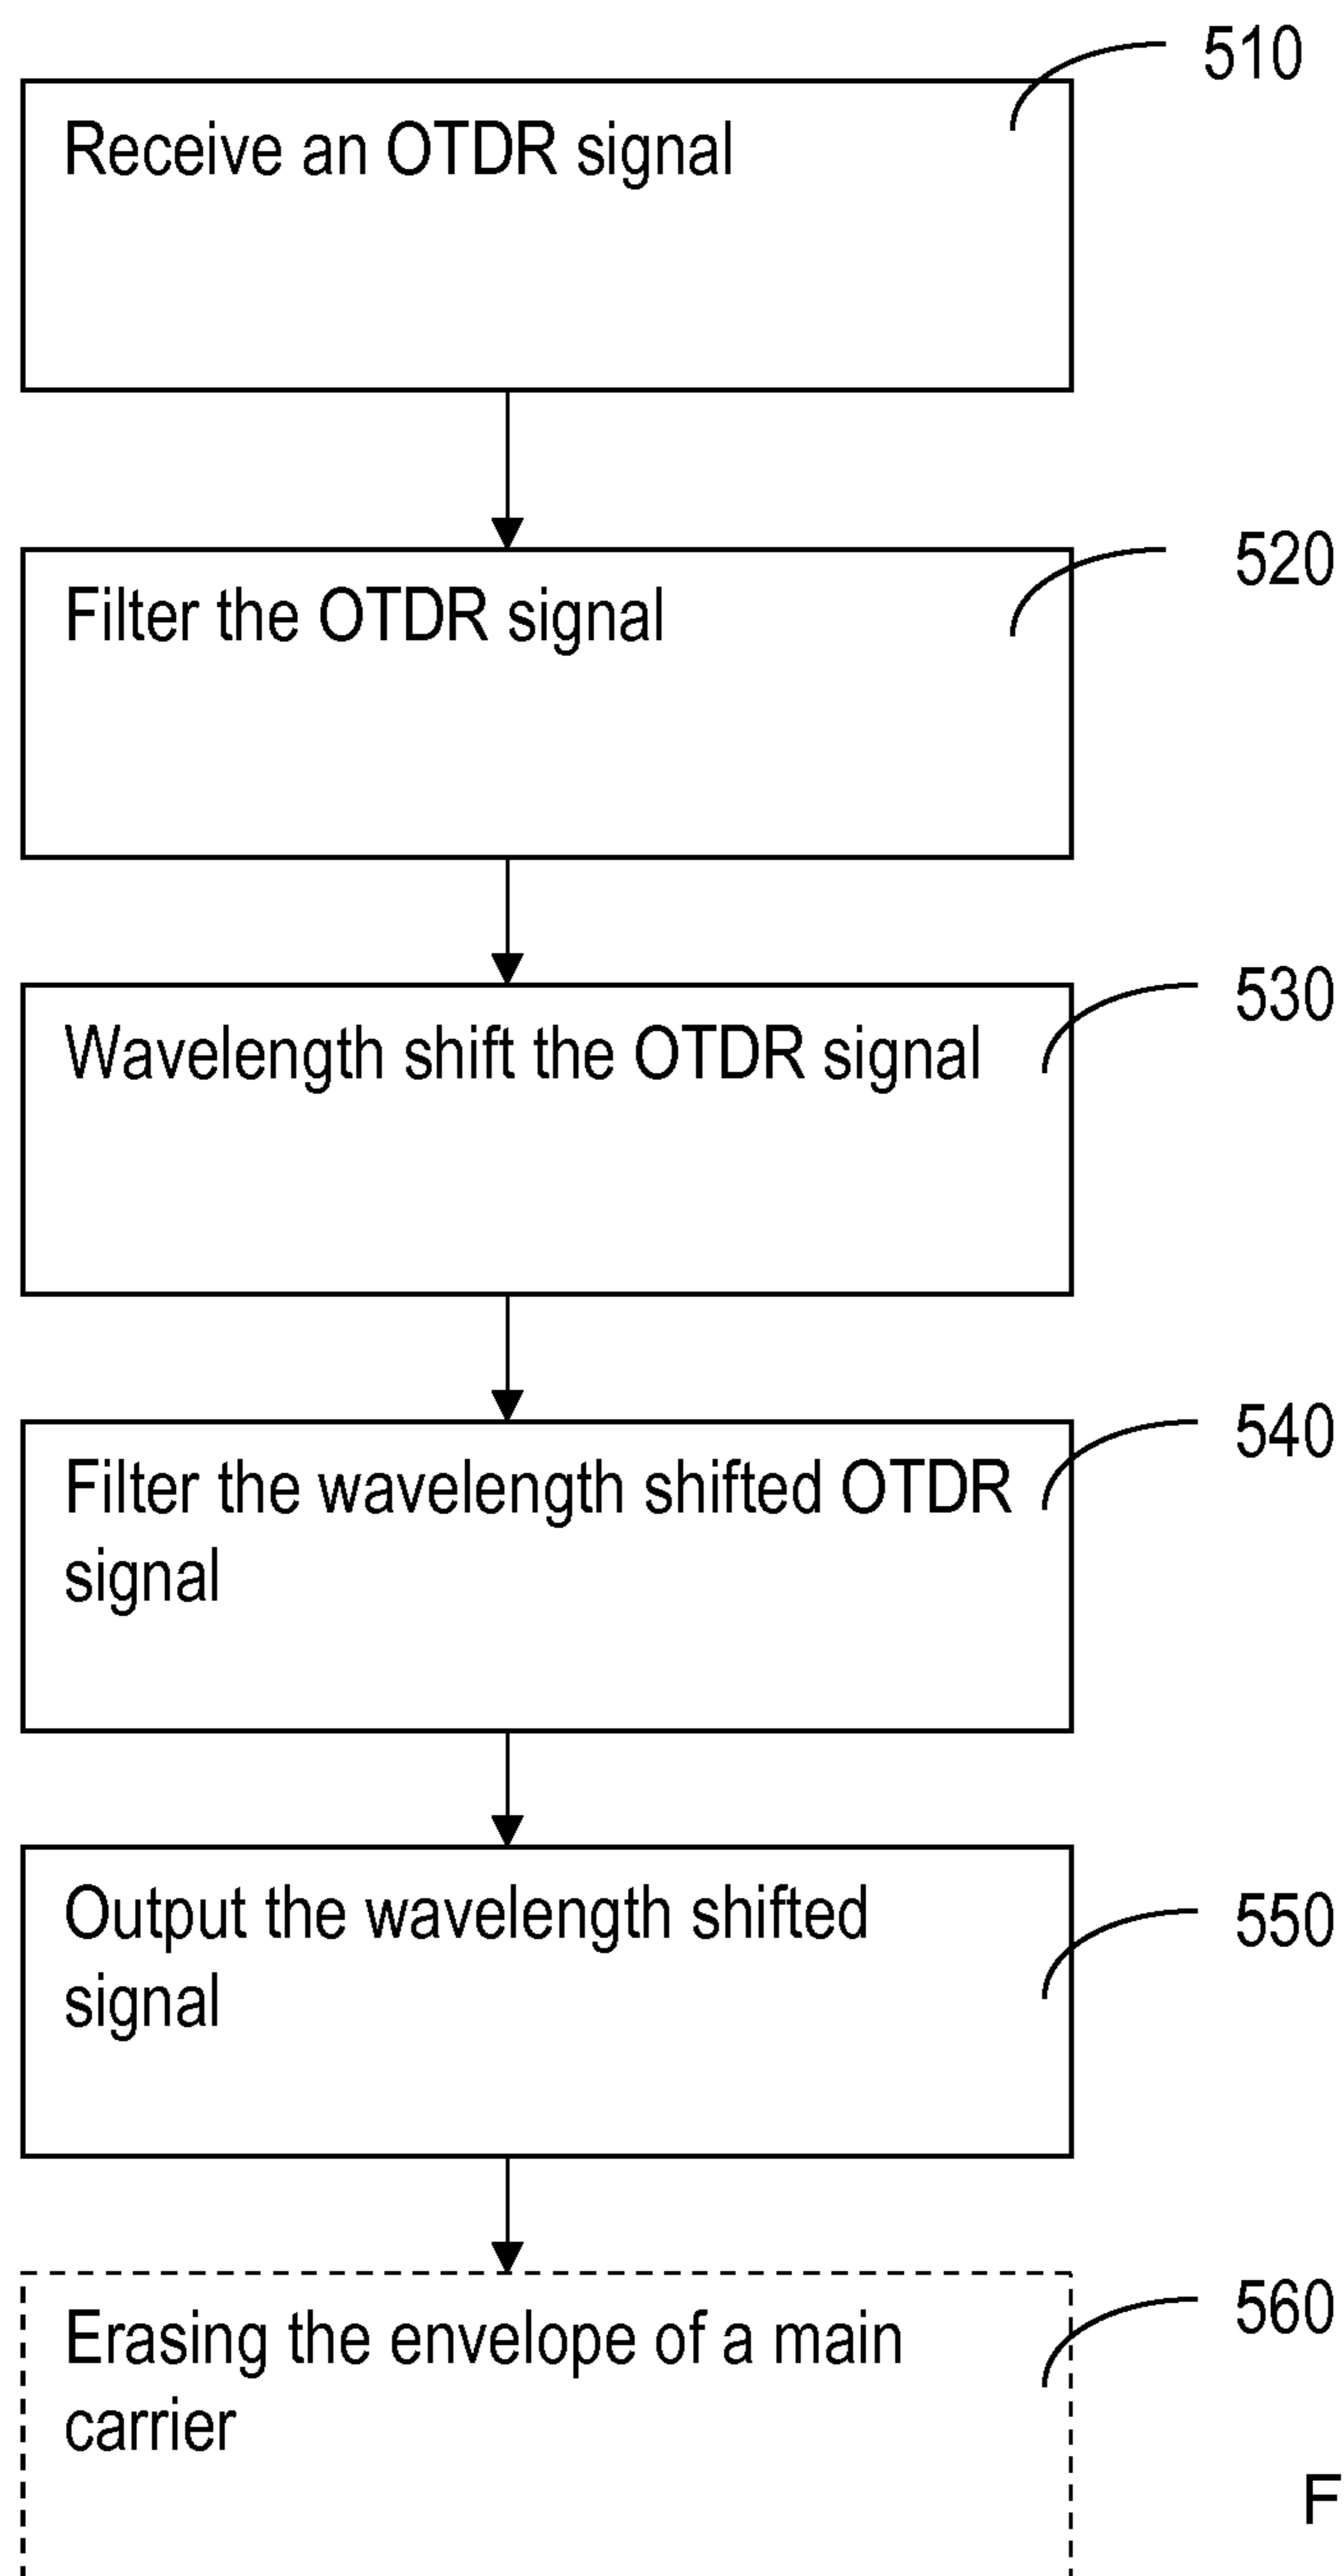 510
Receive an OTDR signal
520
Filter the OTDR signal
530
Wavelength shift the OTDR signal
540
Filter the wavelength shifted OTDR
signal
550
Output the wavelength shifted
signal
560
Erasing the envelope of a main
carrier
F